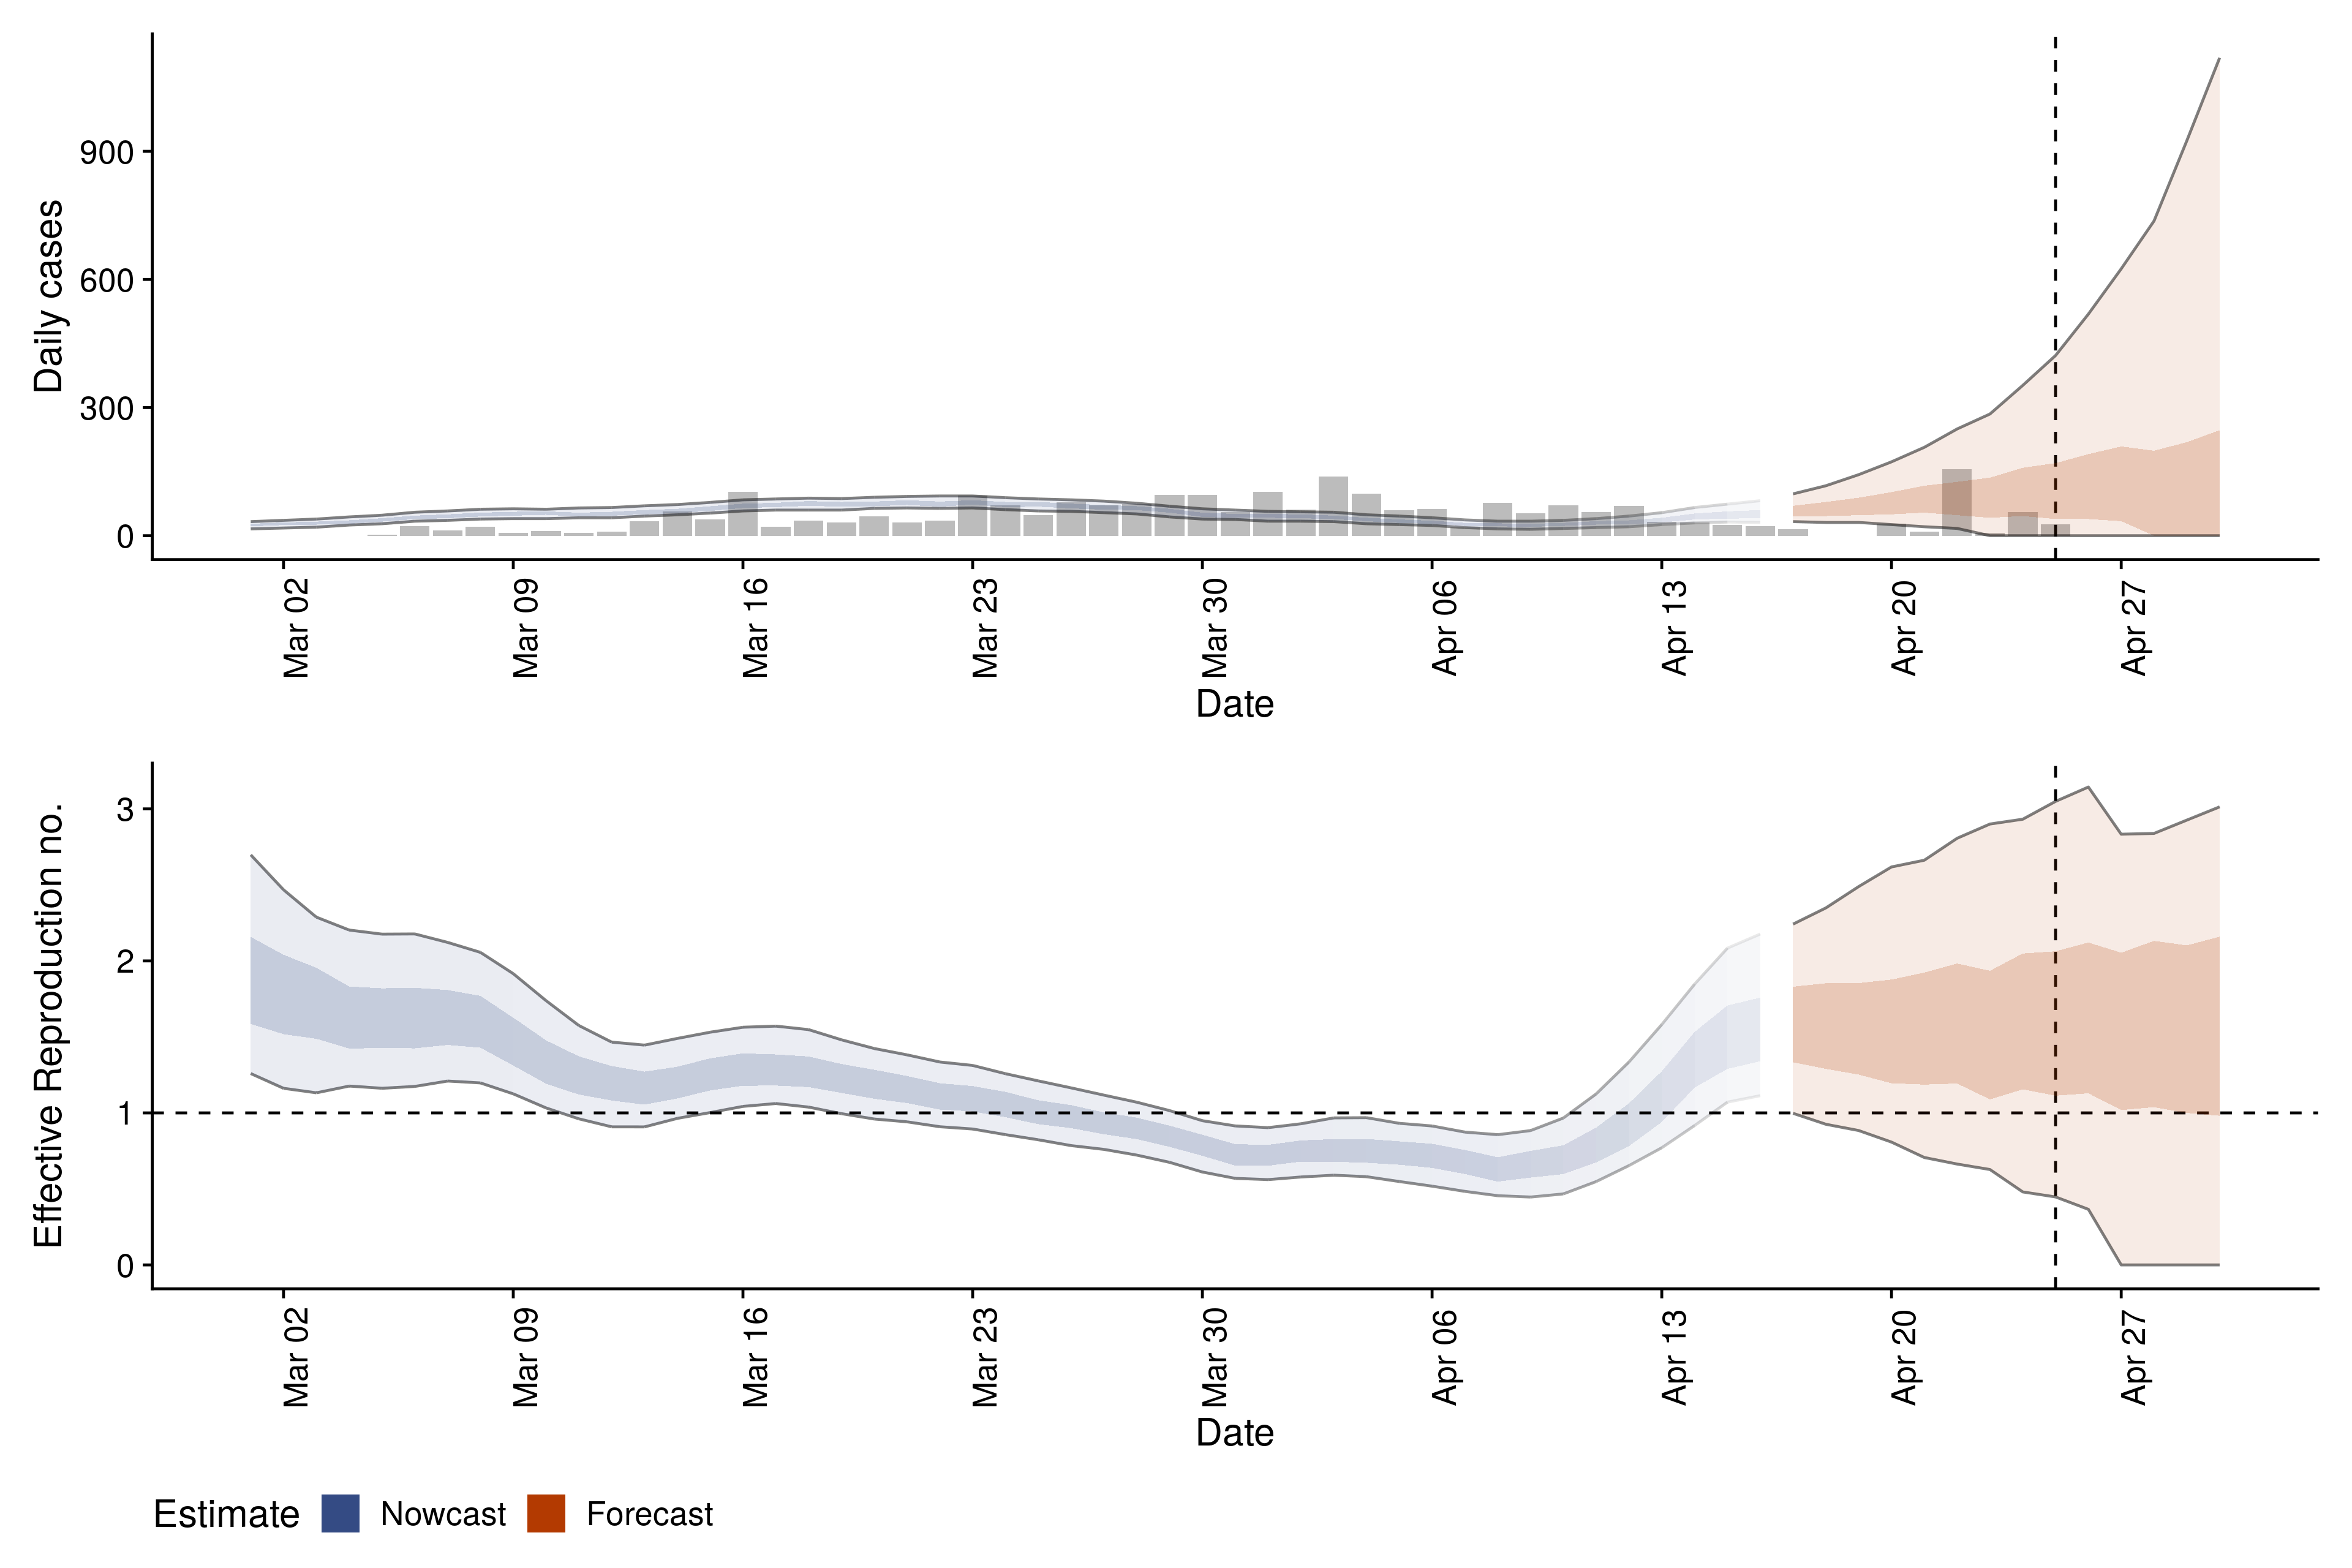 Daily cases
900
600
300
0
Mar 02
Mar 09
Mar 16
Mar 23
Mar 30
Apr 06
Apr 13
Apr 20
Apr 27
Date
Effective Reproduction no.
3
2
1
0
Mar 02
Mar 09
Mar 16
Mar 23
Mar 30
Apr 06
Apr 13
Apr 20
Apr 27
Date
Estimate Nowcast Forecast